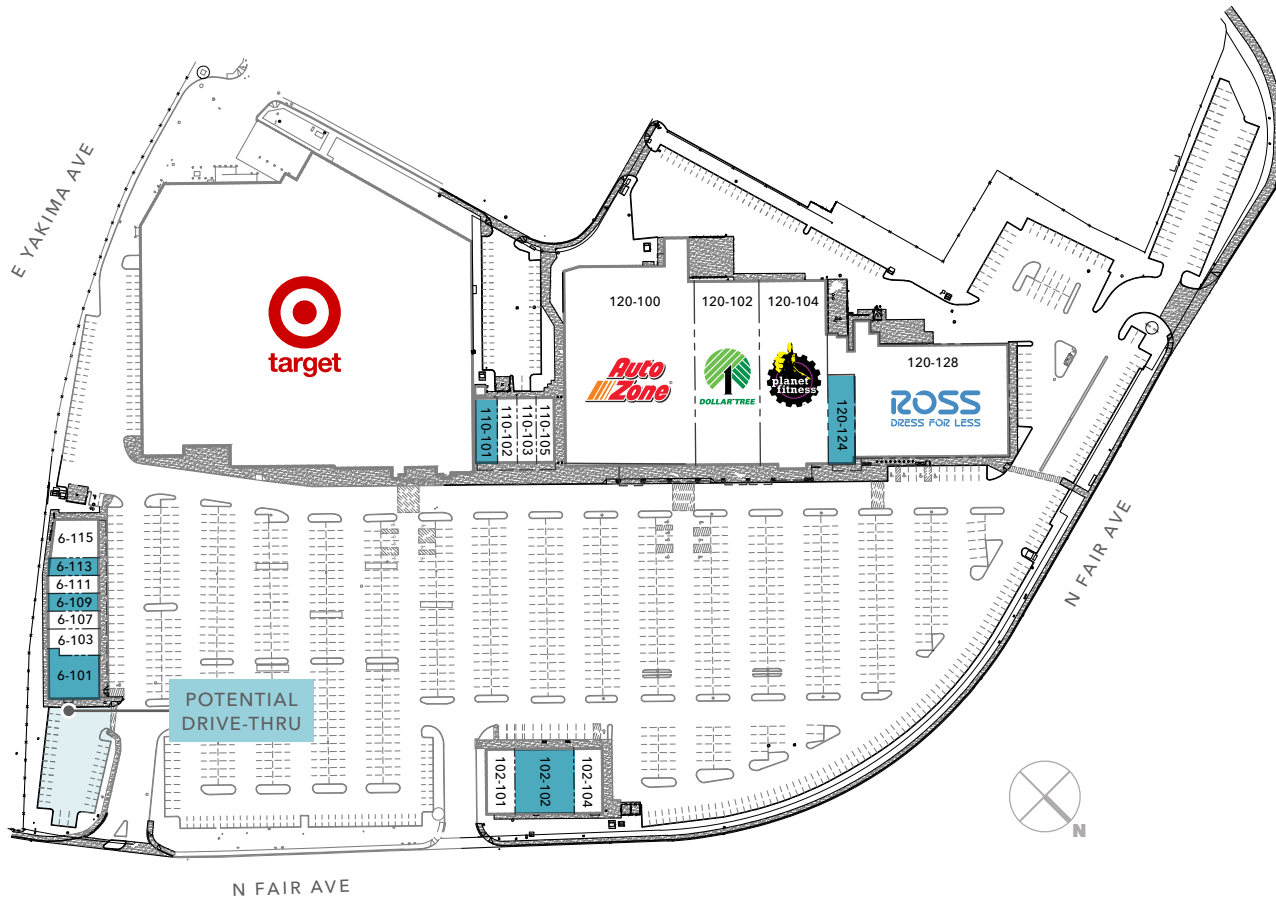 E YAKIMA AVE
target
120-100
120-102
120-104
120-128
Auto
Zone
DOLLAR TREE
planet
fitness
ROSS
DRESS FOR LESS
110-101
110-102
110-103
110-105
120-124
6-115
6-113
6-111
6-109
6-107
6-103
6-101
POTENTIAL
DRIVE-THRU
102-101
102-102
102-104
N FAIR AVE
N
N FAIR AVE